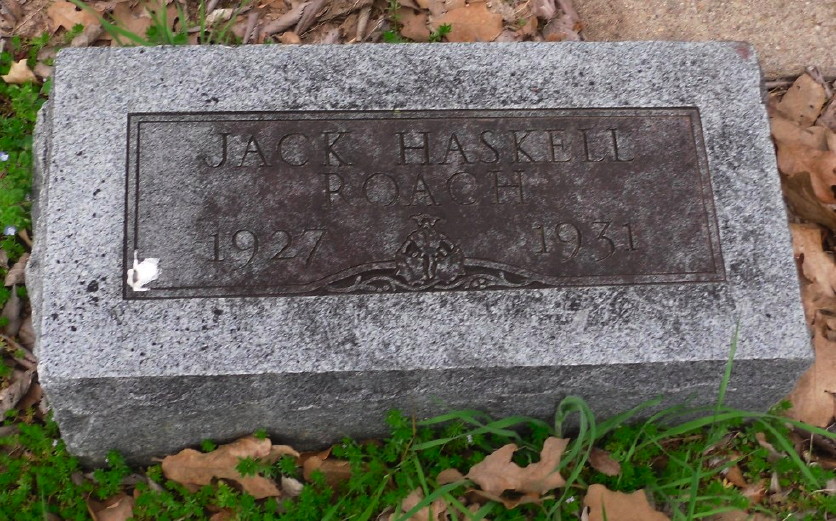 JACK HASKELL
ROACH
1927 1931